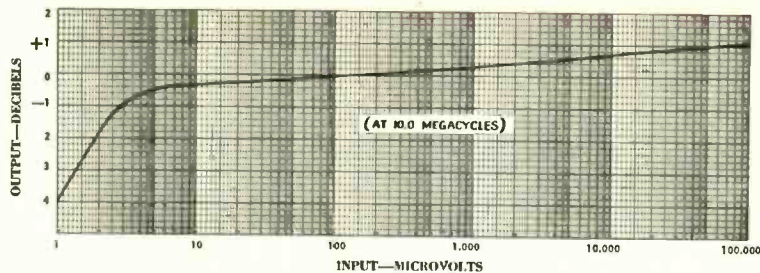 2
+1
0
−1
2
3
4
OUTPUT—DECIBELS
(AT 10.0 MEGACYCLES)
1 10 100 1.000 10.000 100.000
INPUT—MICROVOLTS